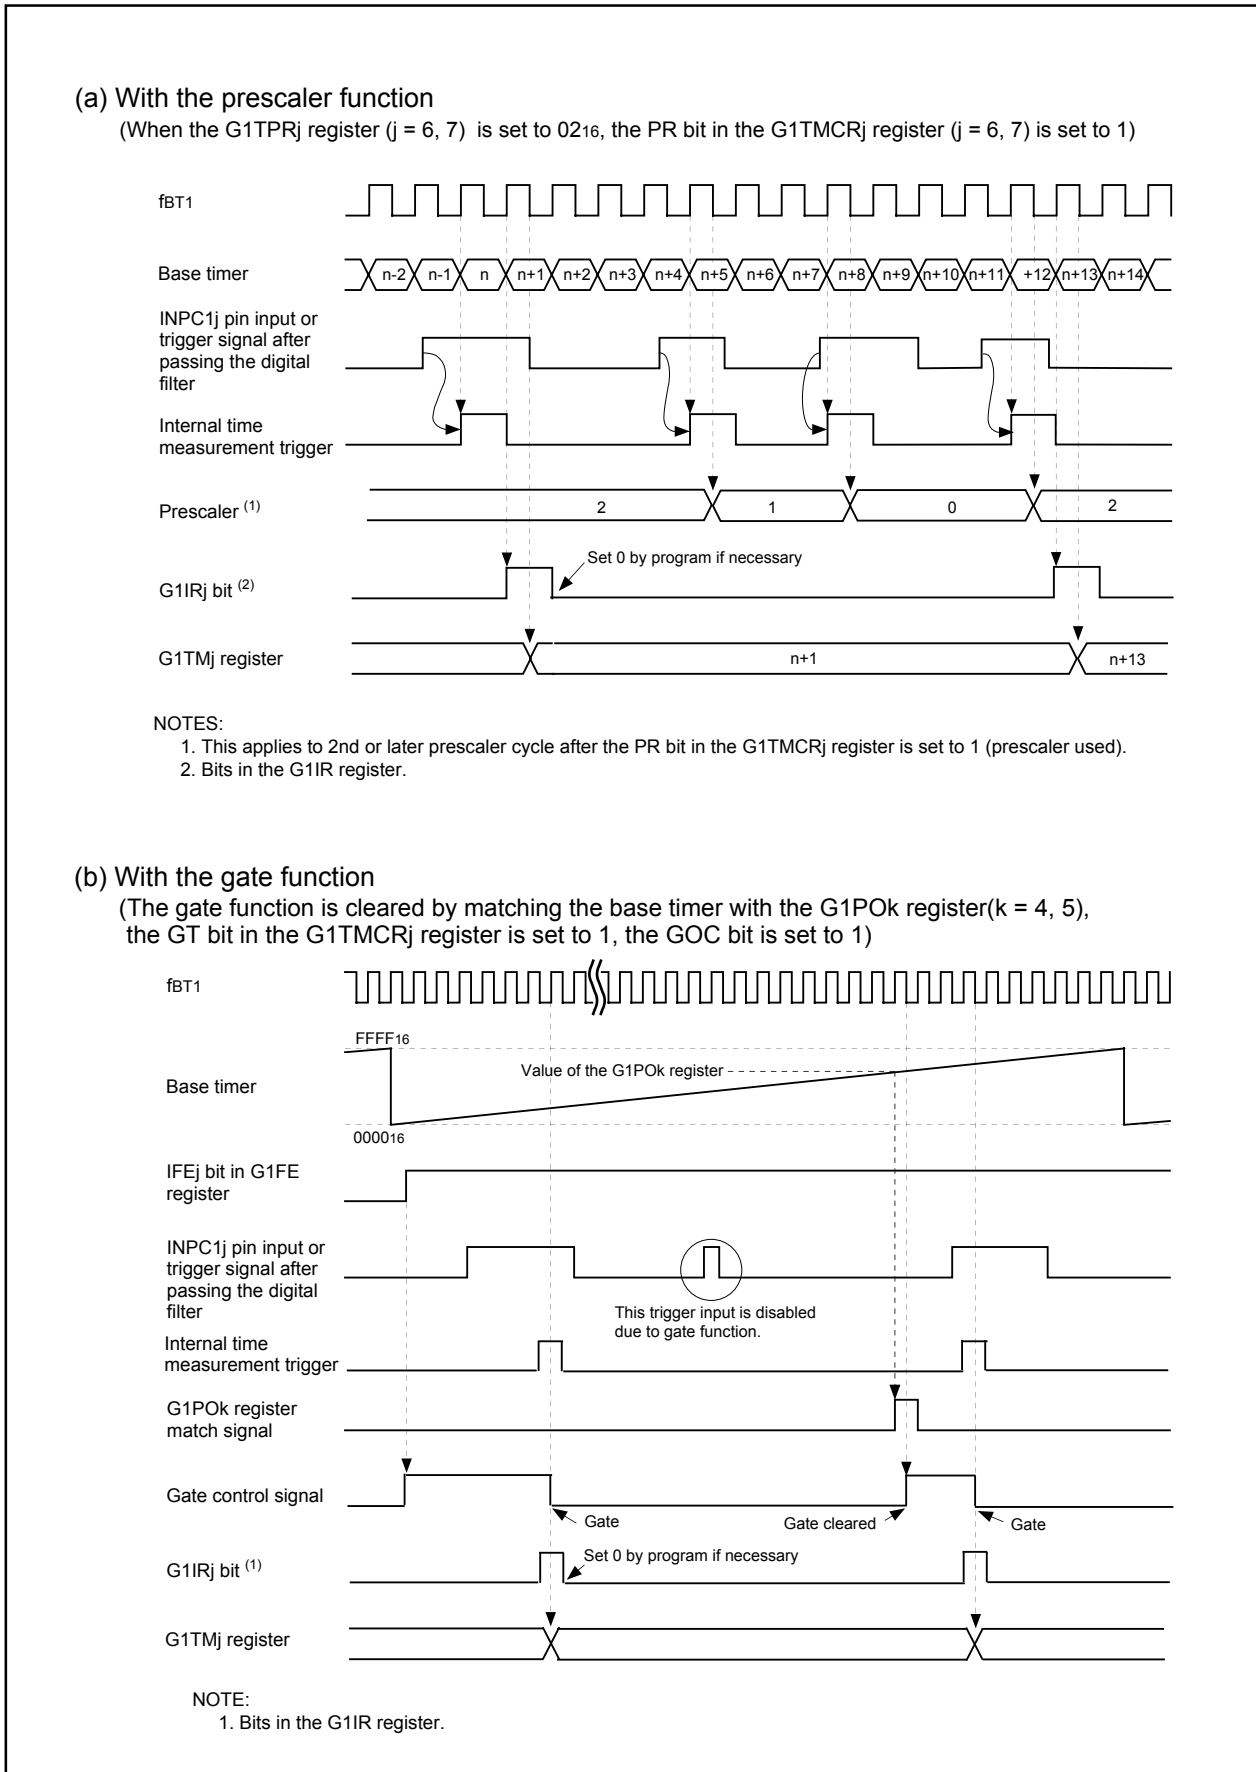 (a) With the prescaler function
(When the G1TPRj register (j = 6, 7) is set to 0216, the PR bit in the G1TMCRj register (j = 6, 7) is set to 1)
fBT1
Base timer
n-2 n-1 n n+1 n+2 n+3 n+4 n+5 n+6 n+7 n+8 n+9 n+10 n+11 +12 n+13 n+14
INPC1j pin input or
trigger signal after
passing the digital
filter
Internal time
measurement trigger
Prescaler (1)
2 1 0 2
Set 0 by program if necessary
G1IRj bit (2)
G1TMj register
n+1 n+13
NOTES:
1. This applies to 2nd or later prescaler cycle after the PR bit in the G1TMCRj register is set to 1 (prescaler used).
2. Bits in the G1IR register.
(b) With the gate function
(The gate function is cleared by matching the base timer with the G1POk register(k = 4, 5),
the GT bit in the G1TMCRj register is set to 1, the GOC bit is set to 1)
fBT1
FFFF16
Value of the G1POk register
Base timer
000016
IFEj bit in G1FE
register
INPC1j pin input or
trigger signal after
passing the digital
filter
This trigger input is disabled
due to gate function.
Internal time
measurement trigger
G1POk register
match signal
Gate control signal
Gate Gate cleared Gate
G1IRj bit (1)
Set 0 by program if necessary
G1TMj register
NOTE:
1. Bits in the G1IR register.